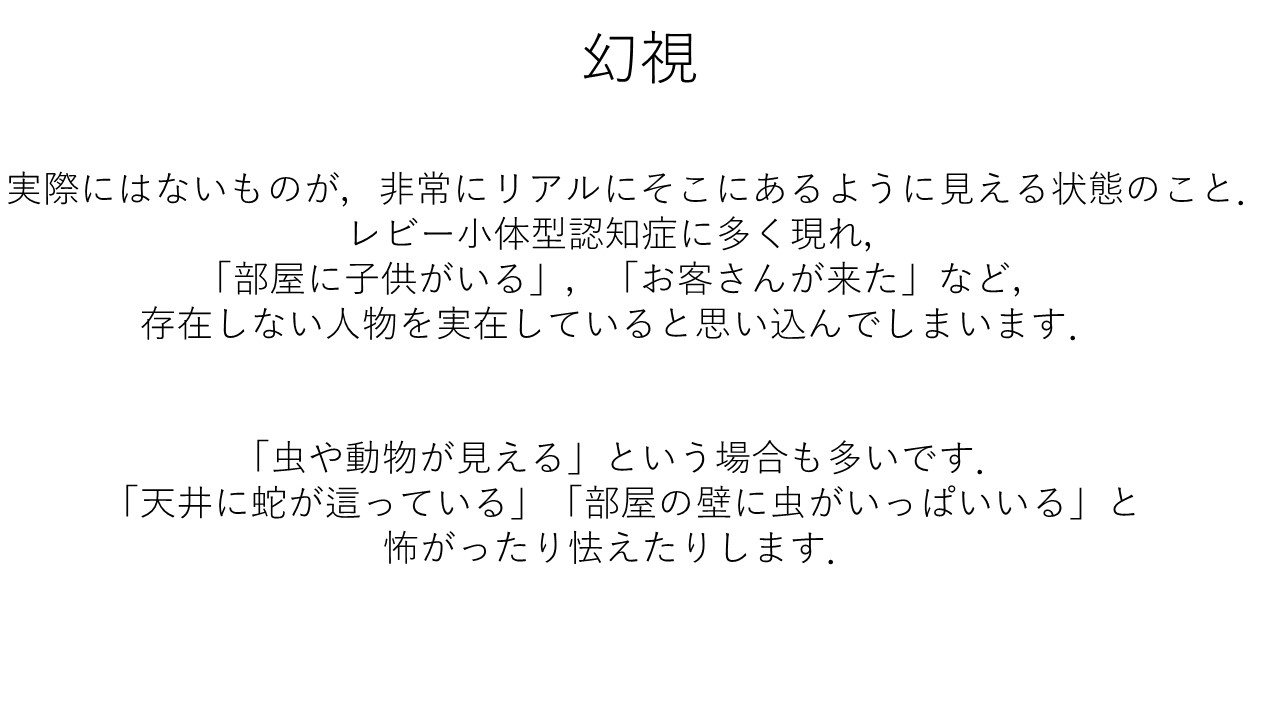 幻視
実際にはないものが，非常にリアルにそこにあるように見える状態のこと．
レビー小体型認知症に多く現れ，
「部屋に子供がいる」，「お客さんが来た」など，
存在しない人物を実在していると思い込んでしまいます．
「虫や動物が見える」という場合も多いです．
「天井に蛇が這っている」「部屋の壁に虫がいっぱいいる」と
怖がったり怯えたりします．